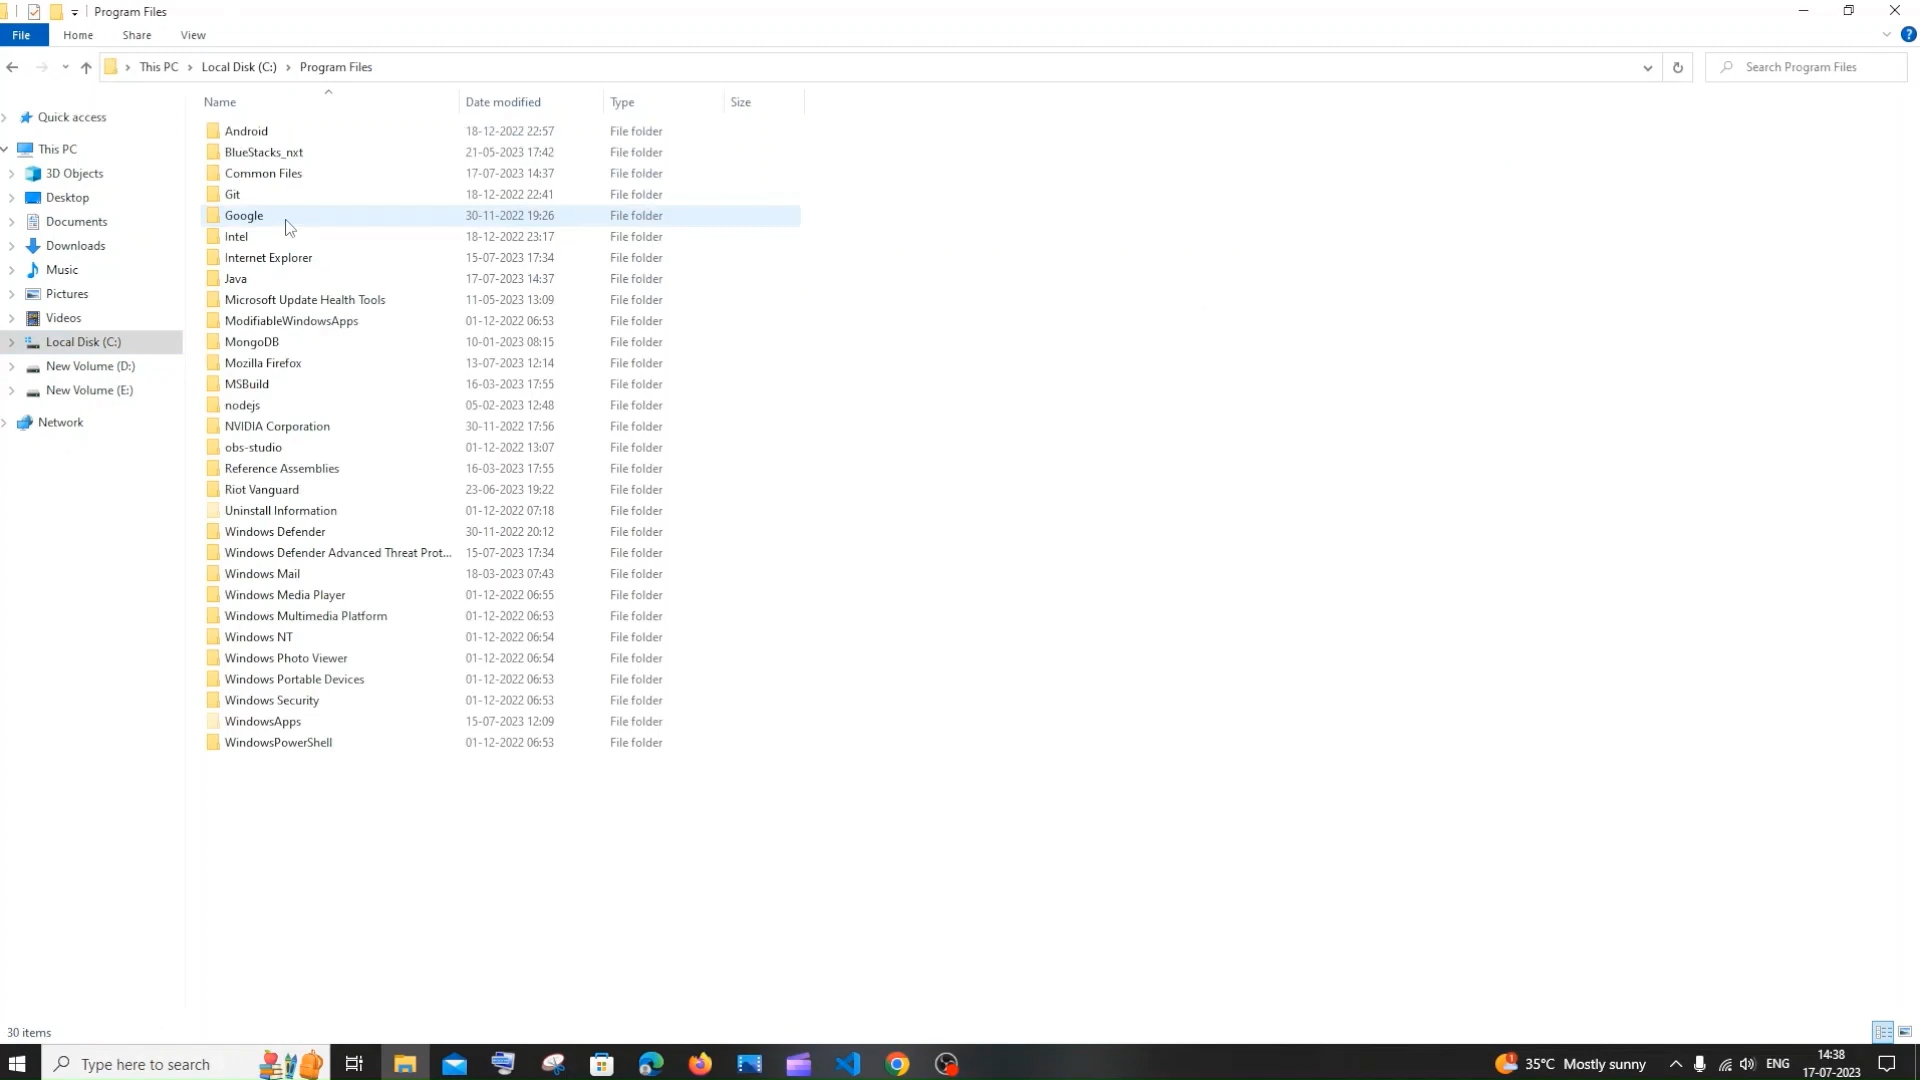 Program Files
File Home Share View
This PC Local Disk (C:) Program Files
Search Program Files
Name Date modified Type Size
Quick access
This PC
3D Objects
Desktop
Documents
Downloads
Music
Pictures
Videos
Local Disk (C:)
New Volume (D:)
New Volume (E:)
Network
Android 18-12-2022 22:57 File folder
BlueStacks_nxt 21-05-2023 17:42 File folder
Common Files 17-07-2023 14:37 File folder
Git 18-12-2022 22:41 File folder
Google 30-11-2022 19:26 File folder
Intel 18-12-2022 23:17 File folder
Internet Explorer 15-07-2023 17:34 File folder
Java 17-07-2023 14:37 File folder
Microsoft Update Health Tools 11-05-2023 13:09 File folder
ModifiableWindowsApps 01-12-2022 06:53 File folder
MongoDB 10-01-2023 08:15 File folder
Mozilla Firefox 13-07-2023 12:14 File folder
MSBuild 16-03-2023 17:55 File folder
nodejs 05-02-2023 12:48 File folder
NVIDIA Corporation 30-11-2022 17:56 File folder
obs-studio 01-12-2022 13:07 File folder
Reference Assemblies 16-03-2023 17:55 File folder
Riot Vanguard 23-06-2023 19:22 File folder
Uninstall Information 01-12-2022 07:18 File folder
Windows Defender 30-11-2022 20:12 File folder
Windows Defender Advanced Threat Prot... 15-07-2023 17:34 File folder
Windows Mail 18-03-2023 07:43 File folder
Windows Media Player 01-12-2022 06:55 File folder
Windows Multimedia Platform 01-12-2022 06:53 File folder
Windows NT 01-12-2022 06:54 File folder
Windows Photo Viewer 01-12-2022 06:54 File folder
Windows Portable Devices 01-12-2022 06:53 File folder
Windows Security 01-12-2022 06:53 File folder
WindowsApps 15-07-2023 12:09 File folder
WindowsPowerShell 01-12-2022 06:53 File folder
30 items
Type here to search
35°C Mostly sunny
ENG
14:38
17-07-2023